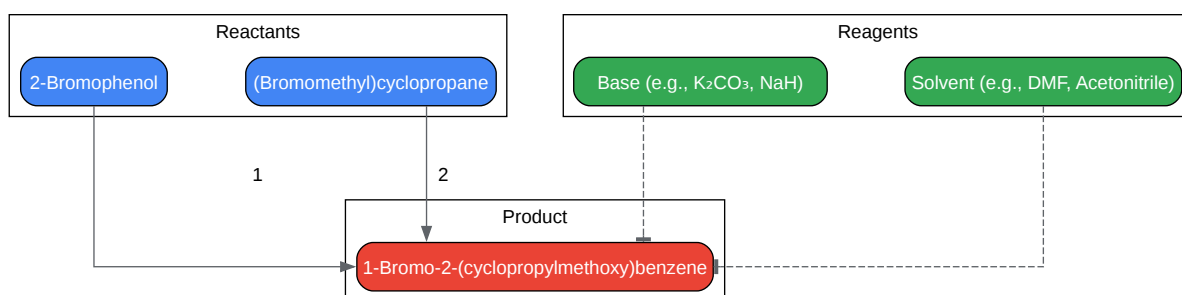 Reactants
Reagents
2-Bromophenol
(Bromomethyl)cyclopropane
Base (e.g., K₂CO₃, NaH)
Solvent (e.g., DMF, Acetonitrile)
1
2
Product
1-Bromo-2-(cyclopropylmethoxy)benzene